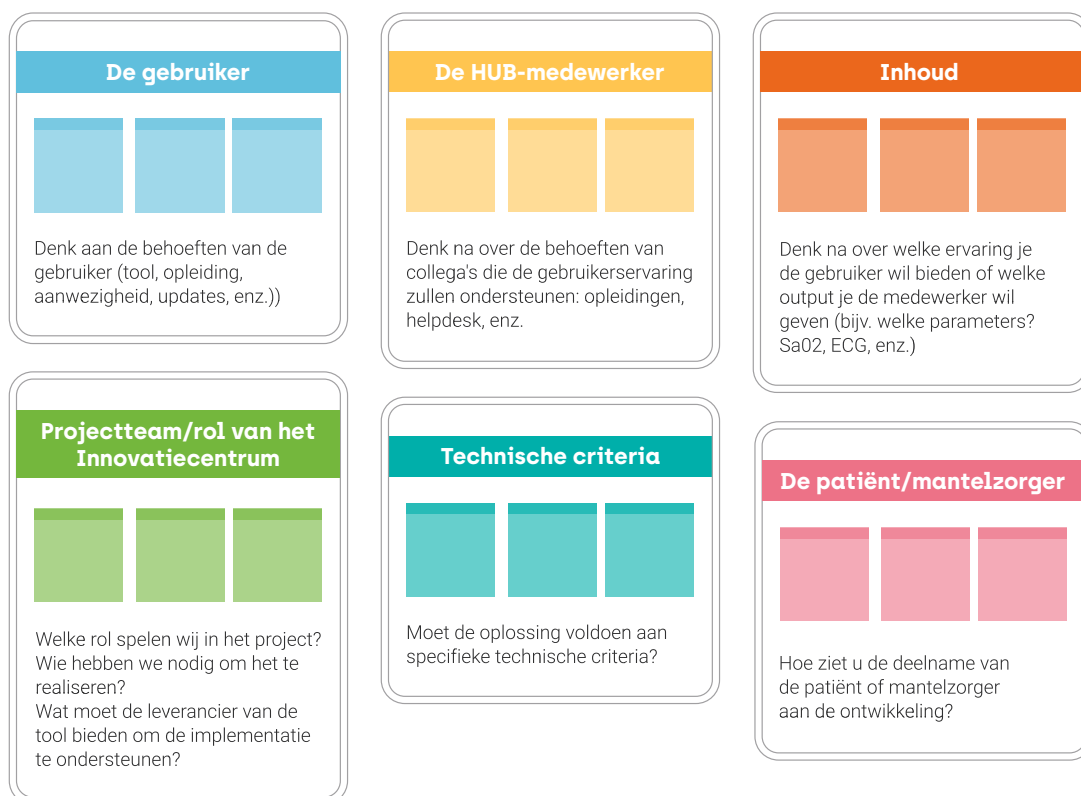 De gebruiker
Denk aan de behoeften van de
gebruiker (tool, opleiding,
aanwezigheid, updates, enz.))
De HUB-medewerker
Denk na over de behoeften van
collega's die de gebruikerservaring
zullen ondersteunen: opleidingen,
helpdesk, enz.
Inhoud
Denk na over welke ervaring je
de gebruiker wil bieden of welke
output je de medewerker wil
geven (bijv. welke parameters?
Sa02, ECG, enz.)
Projectteam/rol van het
Innovatiecentrum
Welke rol spelen wij in het project?
Wie hebben we nodig om het te
realiseren?
Wat moet de leverancier van de
tool bieden om de implementatie
te ondersteunen?
Technische criteria
Moet de oplossing voldoen aan
specifieke technische criteria?
De patiënt/mantelzorger
Hoe ziet u de deelname van
de patiënt of mantelzorger
aan de ontwikkeling?